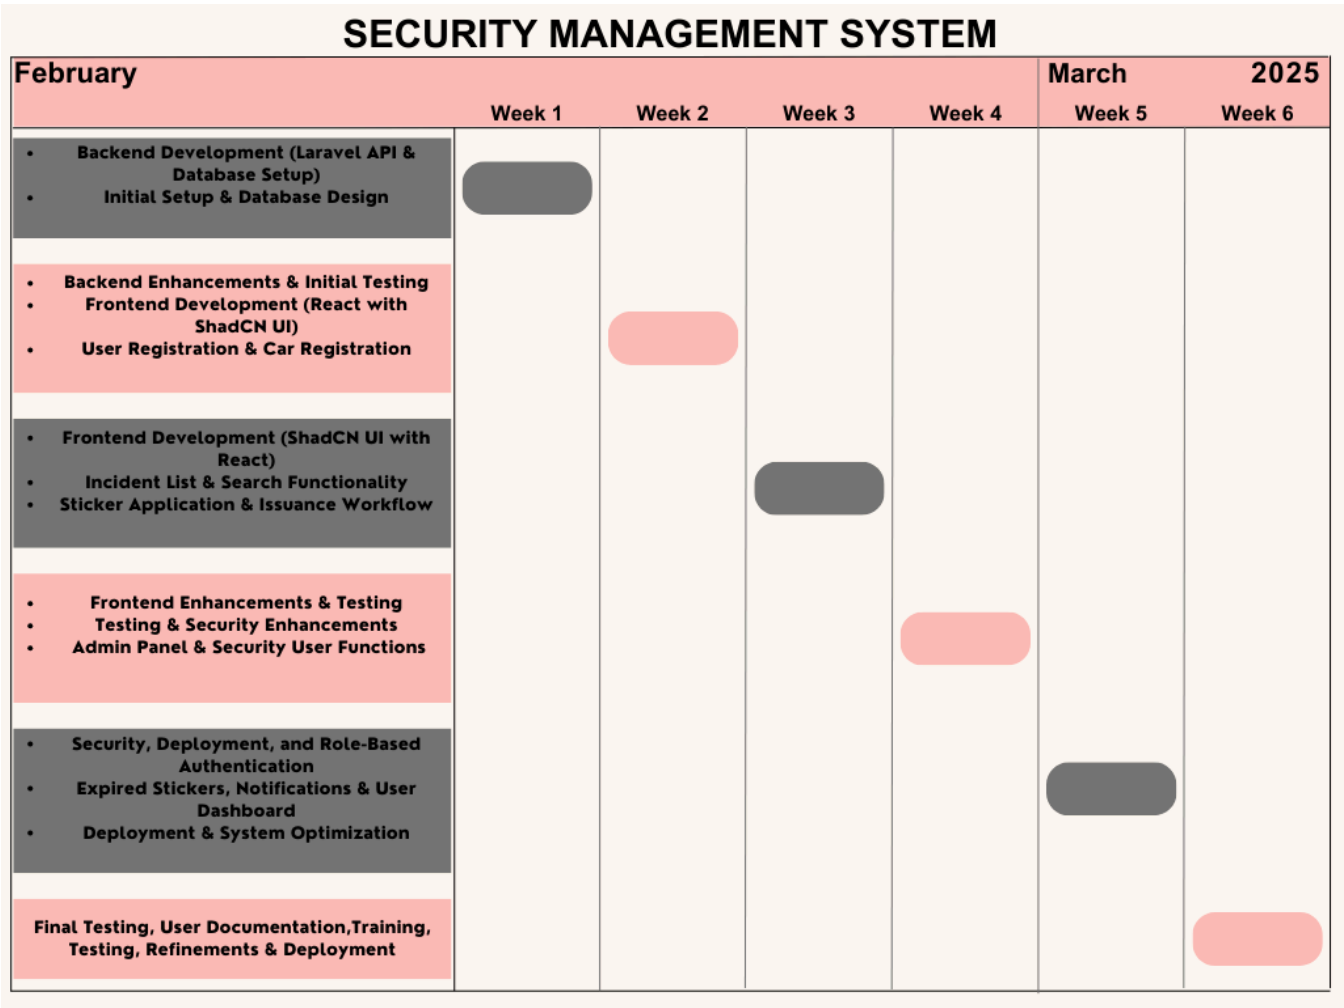 SECURITY MANAGEMENT SYSTEM
February March 2025
Week 1 Week 2 Week 3 Week 4 Week 5 Week 6
• Backend Development (Laravel API &
Database Setup)
• Initial Setup & Database Design
• Backend Enhancements & Initial Testing
• Frontend Development (React with
ShadCN UI)
• User Registration & Car Registration
• Frontend Development (ShadCN UI with
React)
• Incident List & Search Functionality
• Sticker Application & Issuance Workflow
• Frontend Enhancements & Testing
• Testing & Security Enhancements
• Admin Panel & Security User Functions
• Security, Deployment, and Role-Based
Authentication
• Expired Stickers, Notifications & User
Dashboard
• Deployment & System Optimization
Final Testing, User Documentation,Training,
Testing, Refinements & Deployment